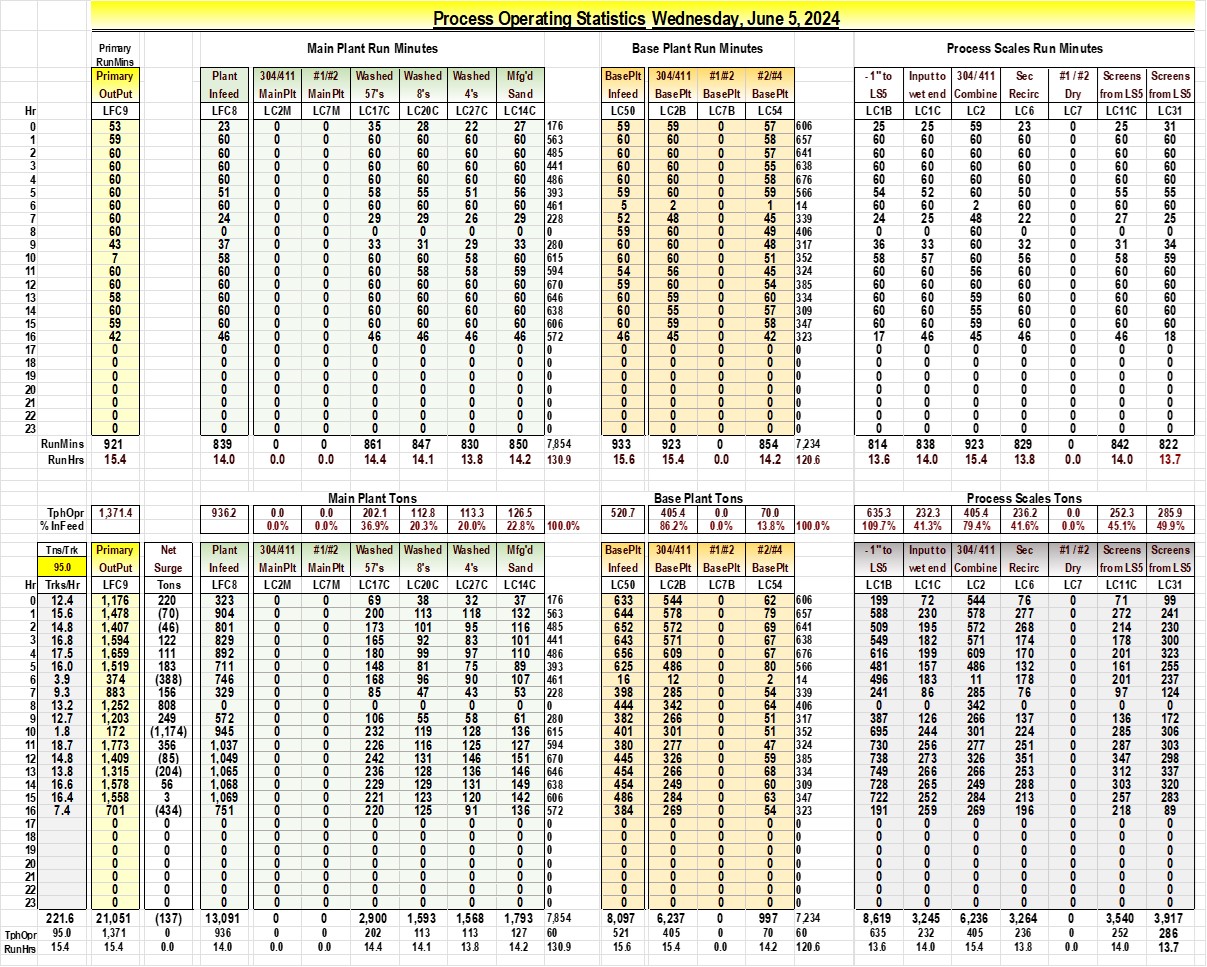 Process Operating Statistics Wednesday, June 5, 2024
Primary Main Plant Run Minutes Base Plant Run Minutes Process Scales Run Minutes
RunMins
Primary Plant 304/411 #1/#2 Washed Washed Washed Mfg'd BasePlt 304/411 #1/#2 #2/#4 -1" to Input to 304/ 411 Sec #1 / #2 Screens Screens
OutPut Infeed MainPlt MainPlt 57's 8's 4's Sand Infeed BasePlt BasePlt BasePlt LS5 wet end Combine Recirc Dry from LS5 from LS5
Hr LFC9 LFC8 LC2M LC7M LC17C LC20C LC27C LC14C LC50 LC2B LC7B LC54 LC1B LC1C LC2 LC6 LC7 LC11C LC31
0 53 23 0 0 35 28 22 27 176 59 59 0 57 606 25 25 59 23 0 25 31
1 59 60 0 0 60 60 60 60 563 60 60 0 58 657 60 60 60 60 0 60 60
2 60 60 0 0 60 60 60 60 485 60 60 0 57 641 60 60 60 60 0 60 60
3 60 60 0 0 60 60 60 60 441 60 60 0 55 638 60 60 60 60 0 60 60
4 60 60 0 0 60 60 60 60 486 60 60 0 58 676 60 60 60 60 0 60 60
5 60 51 0 0 58 55 51 56 393 59 60 0 59 566 54 52 60 50 0 55 55
6 60 60 0 0 60 60 60 60 461 5 2 0 1 14 60 60 2 60 0 60 60
7 60 24 0 0 29 29 26 29 228 52 48 0 45 339 24 25 48 22 0 27 25
8 60 0 0 0 0 0 0 0 0 59 60 0 49 406 0 0 60 0 0 0 0
9 43 37 0 0 33 31 29 33 280 60 60 0 48 317 36 33 60 32 0 31 34
10 7 58 0 0 60 60 58 60 615 60 60 0 51 352 58 57 60 56 0 58 59
11 60 60 0 0 60 58 58 59 594 54 56 0 45 324 60 60 56 60 0 60 60
12 60 60 0 0 60 60 60 60 670 59 60 0 54 385 60 60 60 60 0 60 60
13 58 60 0 0 60 60 60 60 646 60 59 0 60 334 60 60 59 60 0 60 60
14 60 60 0 0 60 60 60 60 638 60 55 0 57 309 60 60 55 60 0 60 60
15 59 60 0 0 60 60 60 60 606 60 59 0 58 347 60 60 59 60 0 60 60
16 42 46 0 0 46 46 46 46 572 46 45 0 42 323 17 46 45 46 0 46 18
17 0 0 0 0 0 0 0 0 0 0 0 0 0 0 0 0 0 0 0 0 0
18 0 0 0 0 0 0 0 0 0 0 0 0 0 0 0 0 0 0 0 0 0
19 0 0 0 0 0 0 0 0 0 0 0 0 0 0 0 0 0 0 0 0 0
20 0 0 0 0 0 0 0 0 0 0 0 0 0 0 0 0 0 0 0 0 0
21 0 0 0 0 0 0 0 0 0 0 0 0 0 0 0 0 0 0 0 0 0
22 0 0 0 0 0 0 0 0 0 0 0 0 0 0 0 0 0 0 0 0 0
23 0 0 0 0 0 0 0 0 0 0 0 0 0 0 0 0 0 0 0 0 0
RunMins 921 839 0 0 861 847 830 850 7,854 933 923 0 854 7,234 814 838 923 829 0 842 822
RunHrs 15.4 14.0 0.0 0.0 14.4 14.1 13.8 14.2 130.9 15.6 15.4 0.0 14.2 120.6 13.6 14.0 15.4 13.8 0.0 14.0 13.7
Main Plant Tons Base Plant Tons Process Scales Tons
TphOpr 1,371.4 936.2 0.0 0.0 202.1 112.8 113.3 126.5 520.7 405.4 0.0 70.0 635.3 232.3 405.4 236.2 0.0 252.3 285.9
% InFeed 0.0% 0.0% 36.9% 20.3% 20.0% 22.8% 100.0% 86.2% 0.0% 13.8% 100.0% 109.7% 41.3% 79.4% 41.6% 0.0% 45.1% 49.9%
Tns/Trk Primary Net Plant 304/411 #1/#2 Washed Washed Washed Mfg'd BasePlt 304/411 #1/#2 #2/#4 -1" to Input to 304/ 411 Sec #1 / #2 Screens Screens
95.0 OutPut Surge Infeed MainPlt MainPlt 57's 8's 4's Sand Infeed BasePlt BasePlt BasePlt LS5 wet end Combine Recirc Dry from LS5 from LS5
Hr Trks/Hr LFC9 Tons LFC8 LC2M LC7M LC17C LC20C LC27C LC14C LC50 LC2B LC7B LC54 LC1B LC1C LC2 LC6 LC7 LC11C LC31
0 12.4 1,176 220 323 0 0 69 38 32 37 176 633 544 0 62 606 199 72 544 76 0 71 99
1 15.6 1,478 (70) 904 0 0 200 113 118 132 563 644 578 0 79 657 588 230 578 277 0 272 241
2 14.8 1,407 (46) 801 0 0 173 101 95 116 485 652 572 0 69 641 509 195 572 268 0 214 230
3 16.8 1,594 122 829 0 0 165 92 83 101 441 643 571 0 67 638 549 182 571 174 0 178 300
4 17.5 1,659 111 892 0 0 180 99 97 110 486 656 609 0 67 676 616 199 609 170 0 201 323
5 16.0 1,519 183 711 0 0 148 81 75 89 393 625 486 0 80 566 481 157 486 132 0 161 255
6 3.9 374 (388) 746 0 0 168 96 90 107 461 16 12 0 2 14 496 183 11 178 0 201 237
7 9.3 883 156 329 0 0 85 47 43 53 228 398 285 0 54 339 241 86 285 76 0 97 124
8 13.2 1,252 808 0 0 0 0 0 0 0 0 444 342 0 64 406 0 0 342 0 0 0 0
9 12.7 1,203 249 572 0 0 106 55 58 61 280 382 266 0 51 317 387 126 266 137 0 136 172
10 1.8 172 (1,174) 945 0 0 232 119 128 136 615 401 301 0 51 352 695 244 301 224 0 285 306
11 18.7 1,773 356 1,037 0 0 226 116 125 127 594 380 277 0 47 324 730 256 277 251 0 287 303
12 14.8 1,409 (85) 1,049 0 0 242 131 146 151 670 445 326 0 59 385 738 273 326 351 0 347 298
13 13.8 1,315 (204) 1,065 0 0 236 128 136 146 646 454 266 0 68 334 749 266 266 253 0 312 337
14 16.6 1,578 56 1,068 0 0 229 129 131 149 638 454 249 0 60 309 728 265 249 288 0 303 320
15 16.4 1,558 3 1,069 0 0 221 123 120 142 606 486 284 0 63 347 722 252 284 213 0 257 283
16 7.4 701 (434) 751 0 0 220 125 91 136 572 384 269 0 54 323 191 259 269 196 0 218 89
17 0 0 0 0 0 0 0 0 0 0 0 0 0 0 0 0 0 0 0 0 0 0
18 0 0 0 0 0 0 0 0 0 0 0 0 0 0 0 0 0 0 0 0 0 0
19 0 0 0 0 0 0 0 0 0 0 0 0 0 0 0 0 0 0 0 0 0 0
20 0 0 0 0 0 0 0 0 0 0 0 0 0 0 0 0 0 0 0 0 0 0
21 0 0 0 0 0 0 0 0 0 0 0 0 0 0 0 0 0 0 0 0 0 0
22 0 0 0 0 0 0 0 0 0 0 0 0 0 0 0 0 0 0 0 0 0 0
23 0 0 0 0 0 0 0 0 0 0 0 0 0 0 0 0 0 0 0 0 0 0
221.6 21,051 (137) 13,091 0 0 2,900 1,593 1,568 1,793 7,854 8,097 6,237 0 997 7,234 8,619 3,245 6,236 3,264 0 3,540 3,917
TphOpr 95.0 1,371 0 936 0 0 202 113 113 127 60 521 405 0 70 60 635 232 405 236 0 252 286
RunHrs 15.4 15.4 0.0 14.0 0.0 0.0 14.4 14.1 13.8 14.2 130.9 15.6 15.4 0.0 14.2 120.6 13.6 14.0 15.4 13.8 0.0 14.0 13.7